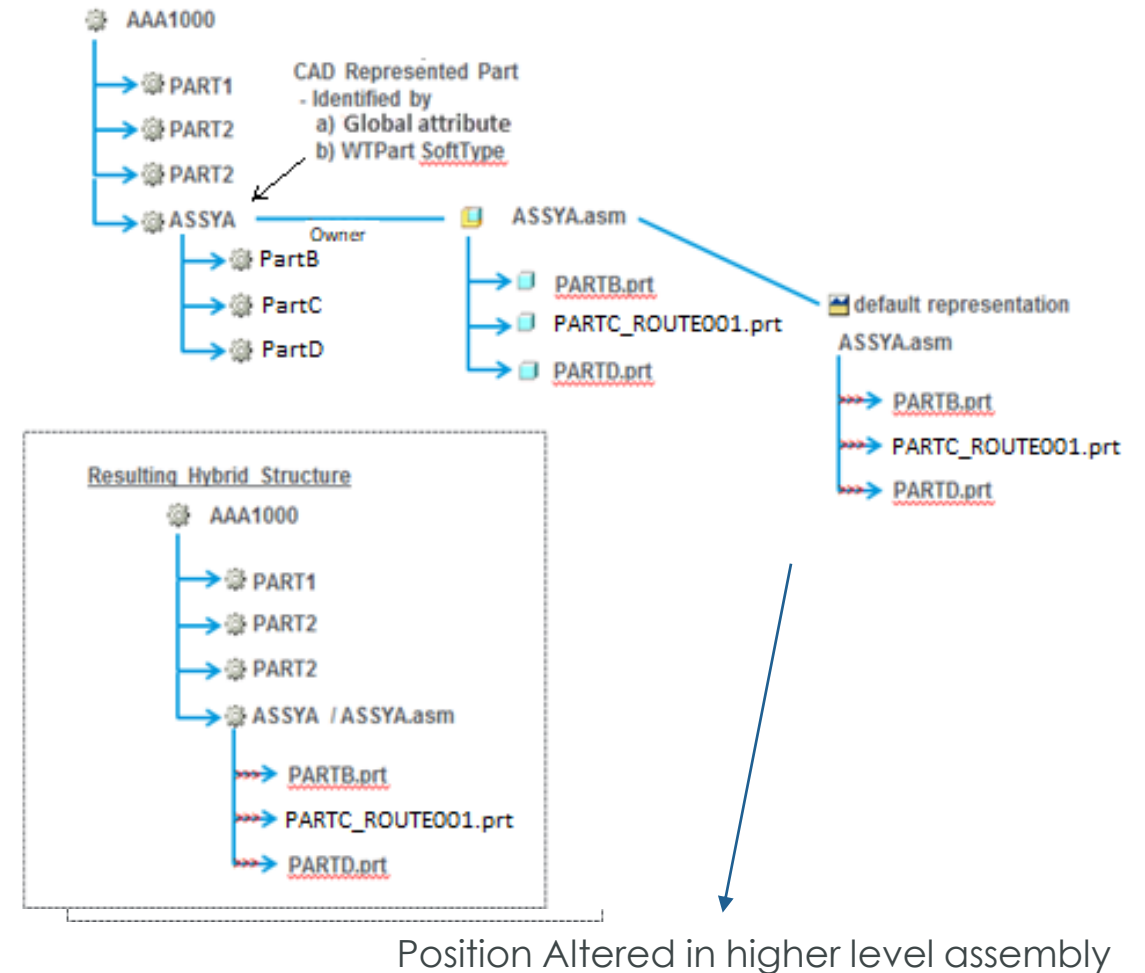 AAA1000
PART1
PART2
PART2
ASSYA
PartB
PartC
PartD
CAD Represented Part
- Identified by
a) Global attribute
b) WTPart SoftType
Owner
ASSYA.asm
PARTB.prt
PARTC_ROUTE001.prt
PARTD.prt
default representation
ASSYA.asm
PARTB.prt
PARTC_ROUTE001.prt
PARTD.prt
Resulting Hybrid Structure
AAA1000
PART1
PART2
PART2
ASSYA / ASSYA.asm
PARTB.prt
PARTC_ROUTE001.prt
PARTD.prt
Position Altered in higher level assembly